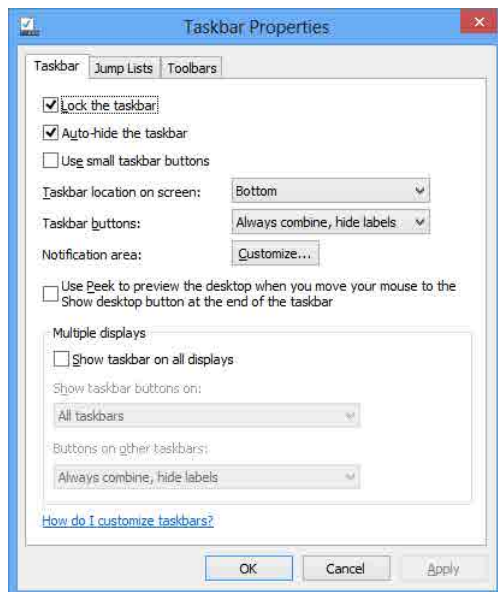 Taskbar Properties
Taskbar
Jump Lists
Toolbars
Lock the taskbar
Auto-hide the taskbar
Use small taskbar buttons
Taskbar location on screen:
Bottom
Taskbar buttons:
Always combine, hide labels
Notification area:
Customize...
Use Peek to preview the desktop when you move your mouse to the
Show desktop button at the end of the taskbar
Multiple displays
Show taskbar on all displays
Show taskbar buttons on:
All taskbars
Buttons on other taskbars:
Always combine, hide labels
How do I customize taskbars?
OK
Cancel
Apply